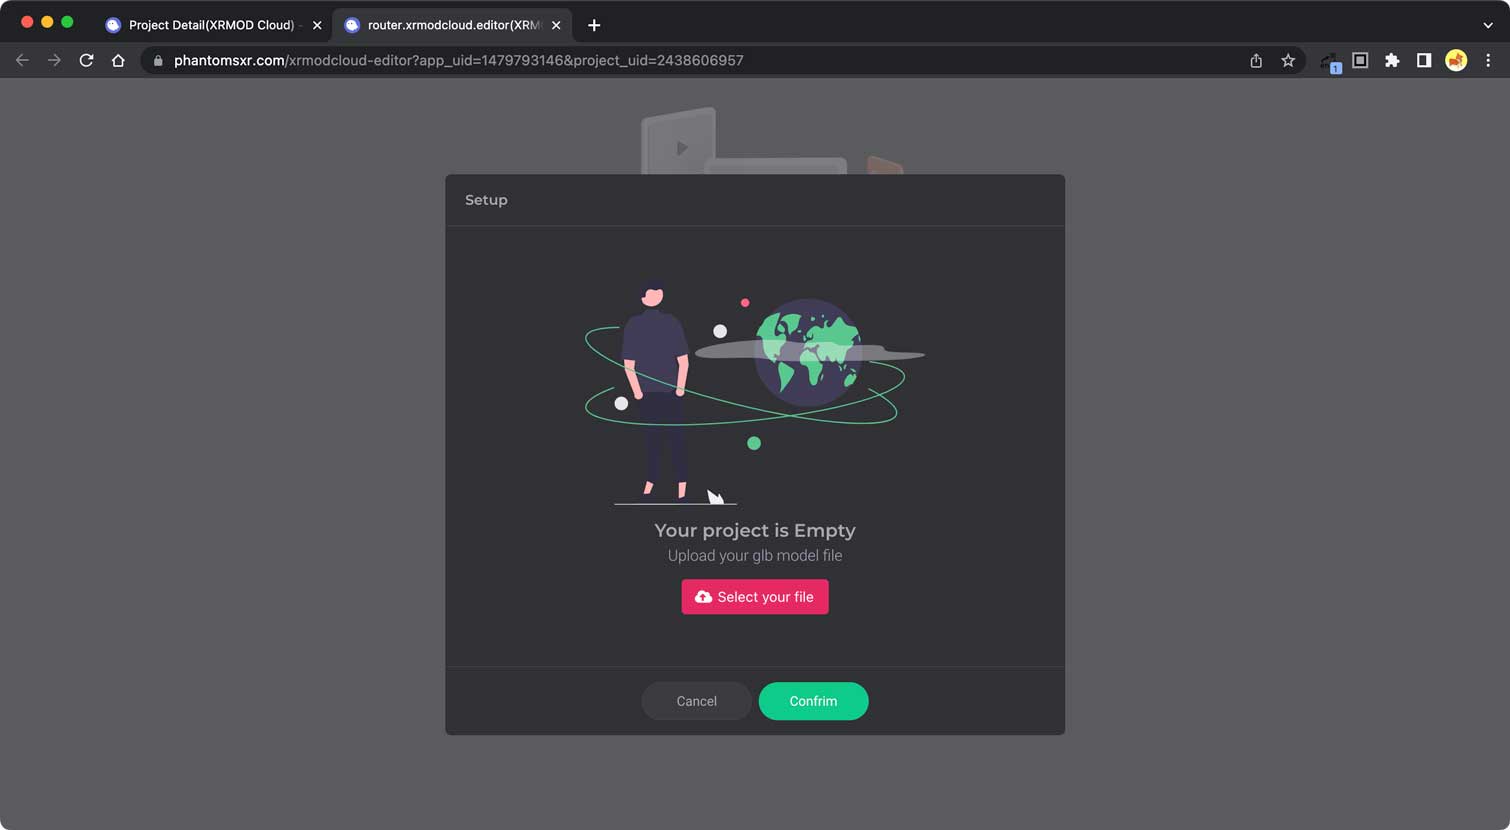 Project Detail(XRMOD Cloud) -
router.xrmodcloud.editor(XRM
phantomsxr.com/xrmodcloud-editor?app_uid=1479793146&project_uid=2438606957
1
Setup
Your project is Empty
Upload your glb model file
Select your file
Cancel
Confrim